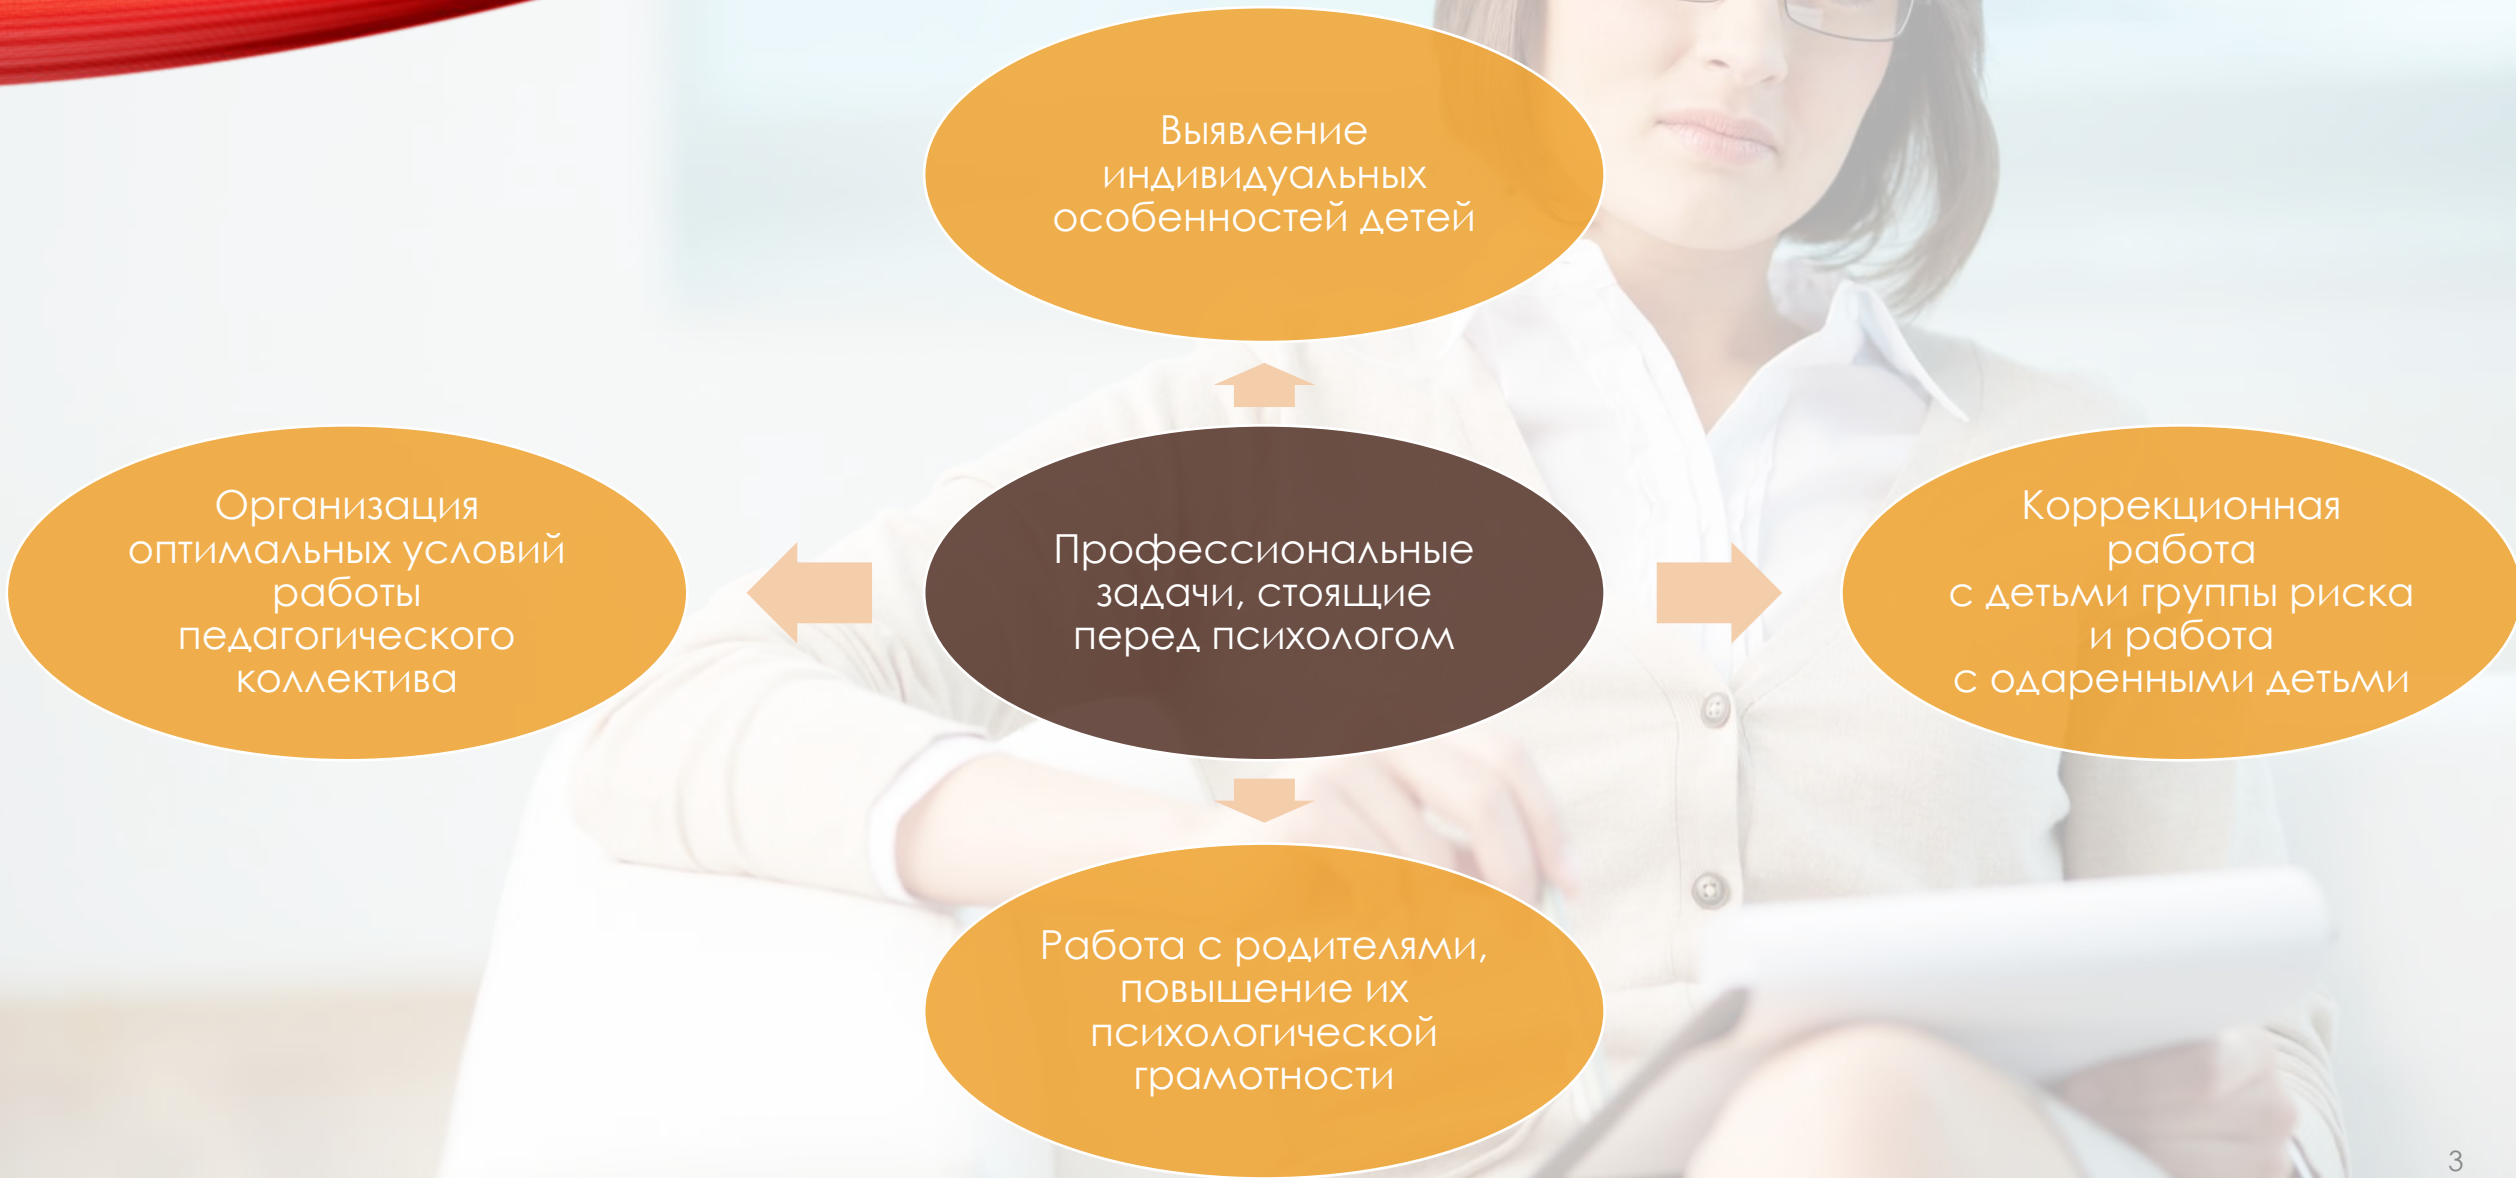 Выявление
индивидуальных
особенностей детей
Организация
оптимальных условий
работы
педагогического
коллектива
Профессиональные
задачи, стоящие
перед психологом
Коррекционная
работа
с детьми группы риска
и работа
с одаренными детьми
Работа с родителями,
повышение их
психологической
грамотности
3